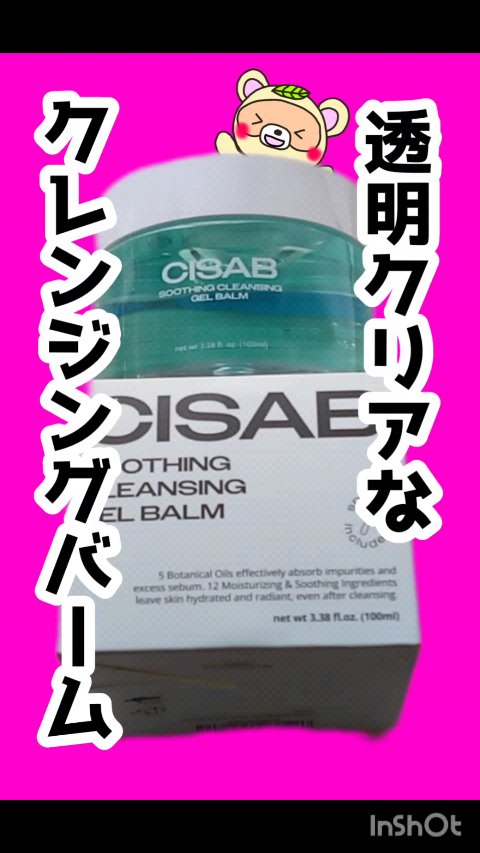 透明クリアな
クレンジングバーム
CISAB
SOOTHING CLEANSING
GEL BALM
net wt 3.38 fl. oz. (100ml)
CISAB
OOTHING
LEANSING
EL BALM
5 Botanical Oils effectively absorb impurities and
excess sebum. 12 Moisturizing & Soothing Ingredients
leave skin hydrated and radiant, even after cleansing.
net wt 3.38 fl.oz. (100ml)
InShOt